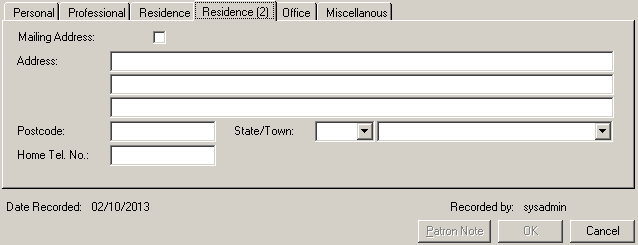 Personal Professional Residence Residence (2) Office Miscellanous
Mailing Address:
Address:
Postcode: State/Town:
Home Tel. No.:
Date Recorded: 02/10/2013 Recorded by: sysadmin
Patron Note OK Cancel